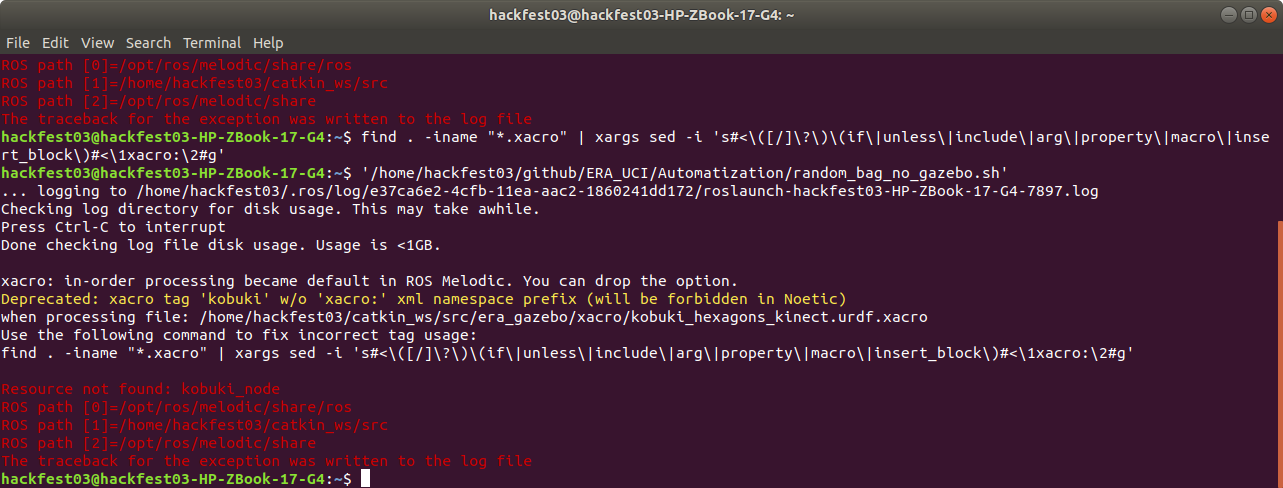 hackfest03@hackfest03-HP-ZBook-17-G4: ~
File Edit View Search Terminal Help
ROS path [0]=/opt/ros/melodic/share/ros
ROS path [1]=/home/hackfest03/catkin_ws/src
ROS path [2]=/opt/ros/melodic/share
The traceback for the exception was written to the log file
hackfest03@hackfest03-HP-ZBook-17-G4:~$ find . -iname "*.xacro" | xargs sed -i 's#<\([/]\?\)\(if\|unless\|include\|arg\|property\|macro\|inse
rt_block\)#<\1xacro:\2#g'
hackfest03@hackfest03-HP-ZBook-17-G4:~$ '/home/hackfest03/github/ERA_UCI/Automatization/random_bag_no_gazebo.sh'
... logging to /home/hackfest03/.ros/log/e37ca6e2-4cfb-11ea-aac2-1860241dd172/roslaunch-hackfest03-HP-ZBook-17-G4-7897.log
Checking log directory for disk usage. This may take awhile.
Press Ctrl-C to interrupt
Done checking log file disk usage. Usage is <1GB.
xacro: in-order processing became default in ROS Melodic. You can drop the option.
Deprecated: xacro tag 'kobuki' w/o 'xacro:' xml namespace prefix (will be forbidden in Noetic)
when processing file: /home/hackfest03/catkin_ws/src/era_gazebo/xacro/kobuki_hexagons_kinect.urdf.xacro
Use the following command to fix incorrect tag usage:
find . -iname "*.xacro" | xargs sed -i 's#<\([/]\?\)\(if\|unless\|include\|arg\|property\|macro\|insert_block\)#<\1xacro:\2#g'
Resource not found: kobuki_node
ROS path [0]=/opt/ros/melodic/share/ros
ROS path [1]=/home/hackfest03/catkin_ws/src
ROS path [2]=/opt/ros/melodic/share
The traceback for the exception was written to the log file
hackfest03@hackfest03-HP-ZBook-17-G4:~$